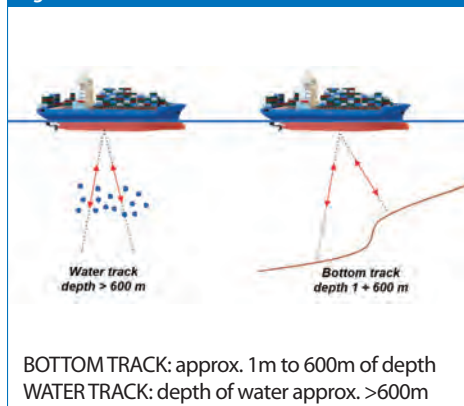 Water track
depth > 600 m
Bottom track
depth 1 + 600 m
BOTTOM TRACK: approx. 1m to 600m of depth
WATER TRACK: depth of water approx. >600m